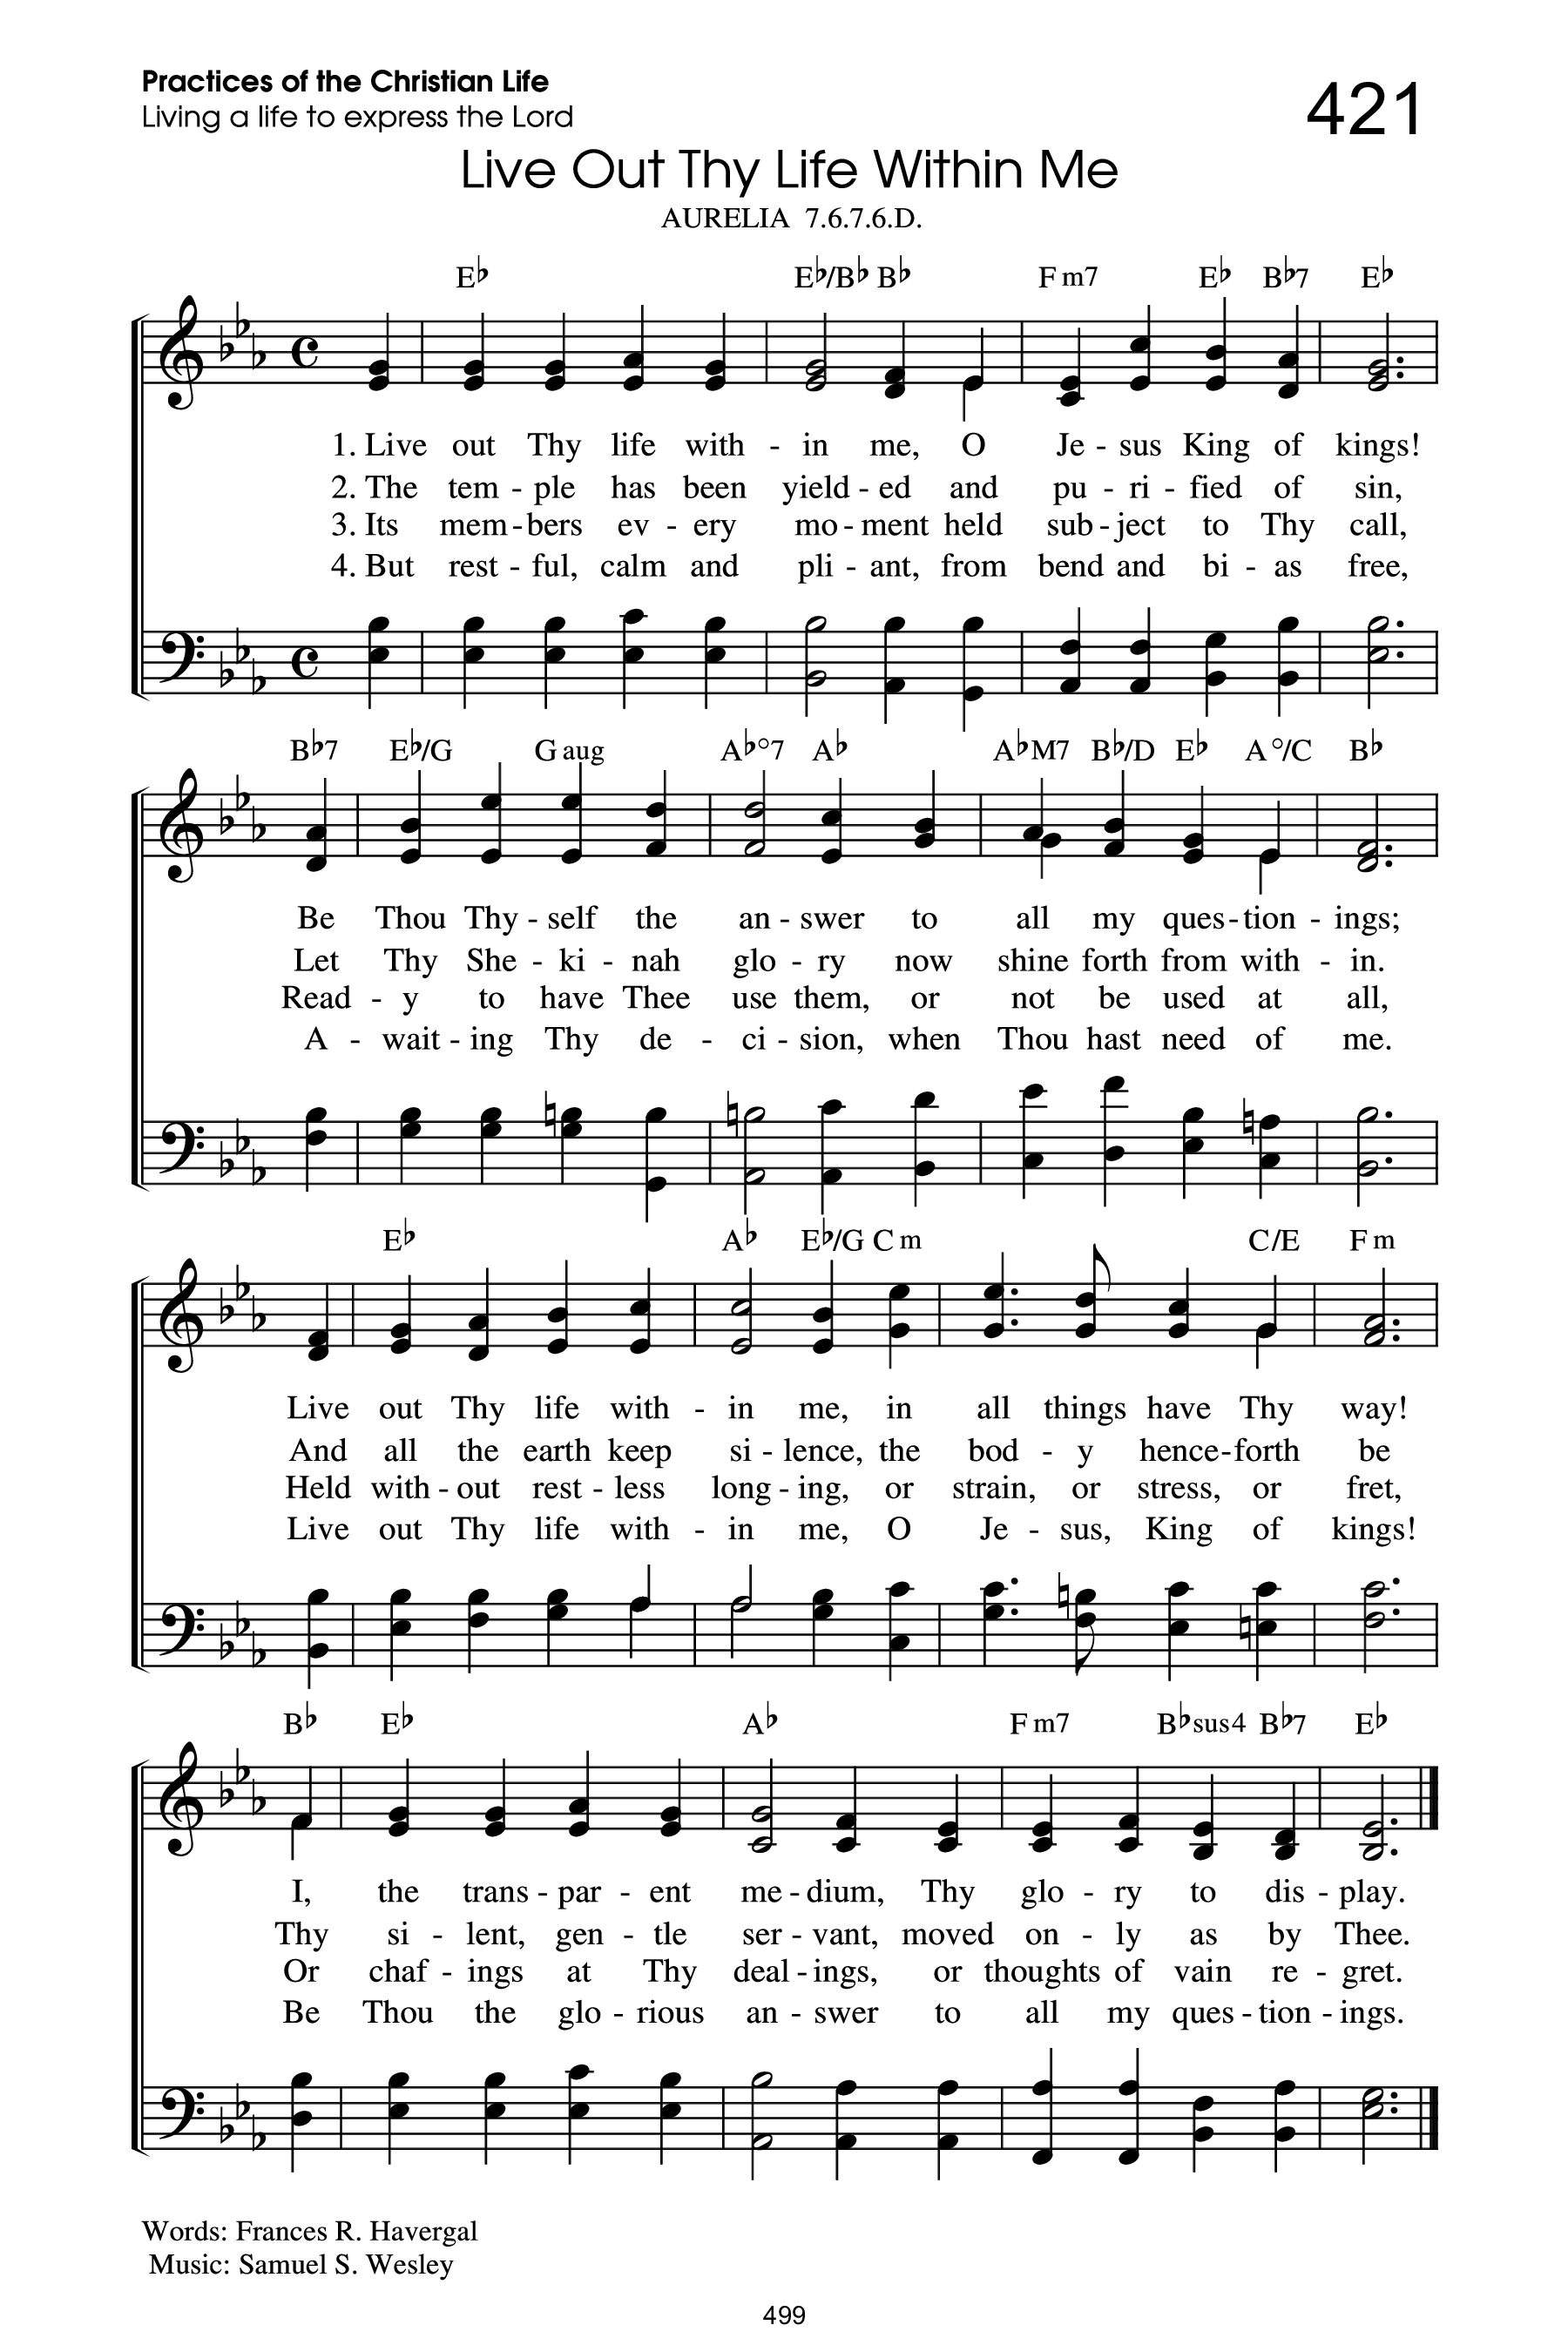 Practices of the Christian Life
Living a life to express the Lord
421
Live Out Thy Life Within Me
AURELIA 7.6.7.6.D.
E♭ E♭/B♭ B♭ F m7 E♭ B♭7 E♭
1. Live out Thy life with - in me, O Je - sus King of kings!
2. The tem - ple has been yield - ed and pu - ri - fied of sin,
3. Its mem - bers ev - ery mo - ment held sub - ject to Thy call,
4. But rest - ful, calm and pli - ant, from bend and bi - as free,
B♭7 E♭/G G aug A♭°7 A♭ A♭M7 B♭/D E♭ A °/C B♭
Be Thou Thy - self the an - swer to all my ques - tion - ings;
Let Thy She - ki - nah glo - ry now shine forth from with - in.
Read - y to have Thee use them, or not be used at all,
A - wait - ing Thy de - ci - sion, when Thou hast need of me.
E♭ A♭ E♭/G C m C/E F m
Live out Thy life with - in me, in all things have Thy way!
And all the earth keep si - lence, the bod - y hence - forth be
Held with - out rest - less long - ing, or strain, or stress, or fret,
Live out Thy life with - in me, O Je - sus, King of kings!
B♭ E♭ A♭ F m7 B♭sus4 B♭7 E♭
I, the trans - par - ent me - dium, Thy glo - ry to dis - play.
Thy si - lent, gen - tle ser - vant, moved on - ly as by Thee.
Or chaf - ings at Thy deal - ings, or thoughts of vain re - gret.
Be Thou the glo - rious an - swer to all my ques - tion - ings.
Words: Frances R. Havergal
Music: Samuel S. Wesley
499